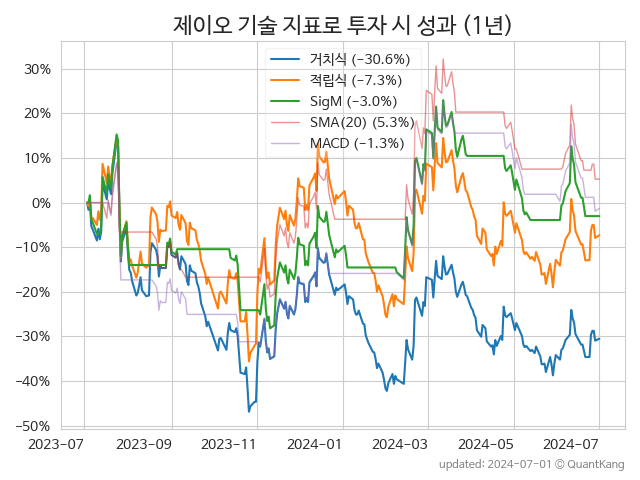 제이오 기술 지표로 투자 시 성과 (1년)
거치식 (−30.6%)
적립식 (−7.3%)
SigM (−3.0%)
SMA(20) (5.3%)
MACD (−1.3%)
30%
20%
10%
0%
−10%
−20%
−30%
−40%
−50%
2023-07
2023-09
2023-11
2024-01
2024-03
2024-05
2024-07
updated: 2024-07-01 © QuantKang